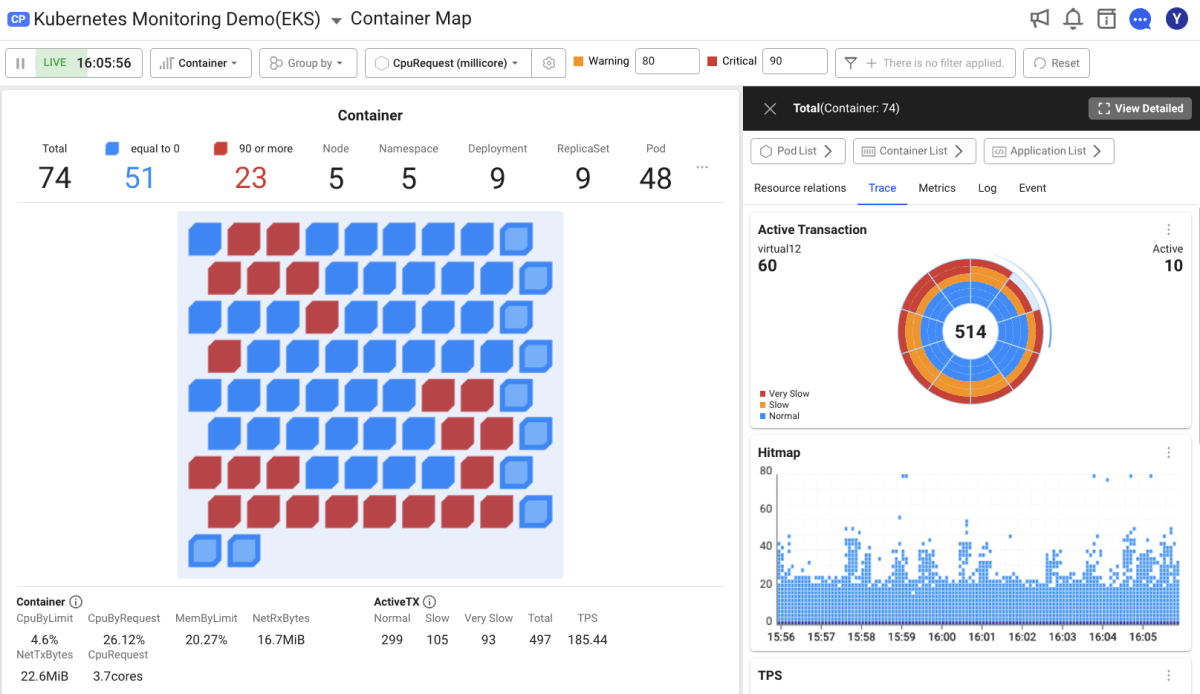 CP Kubernetes Monitoring Demo(EKS) Container Map Y
LIVE 16:05:56 Container Group by CpuRequest (millicore) Warning 80 Critical 90 There is no filter applied. Reset
Container
Total equal to 0 90 or more Node Namespace Deployment ReplicaSet Pod
74 51 23 5 5 9 9 48 ...
Container ActiveTX
CpuByLimit CpuByRequest MemByLimit NetRxBytes Normal Slow Very Slow Total TPS
4.6% 26.12% 20.27% 16.7MiB 299 105 93 497 185.44
NetTxBytes CpuRequest
22.6MiB 3.7cores
Total(Container: 74) View Detailed
Pod List Container List Application List
Resource relations Trace Metrics Log Event
Active Transaction
virtual12 Active
60 10
514
Very Slow
Slow
Normal
Hitmap
80
60
40
20
0
15:56 15:57 15:58 15:59 16:00 16:01 16:02 16:03 16:04 16:05
TPS